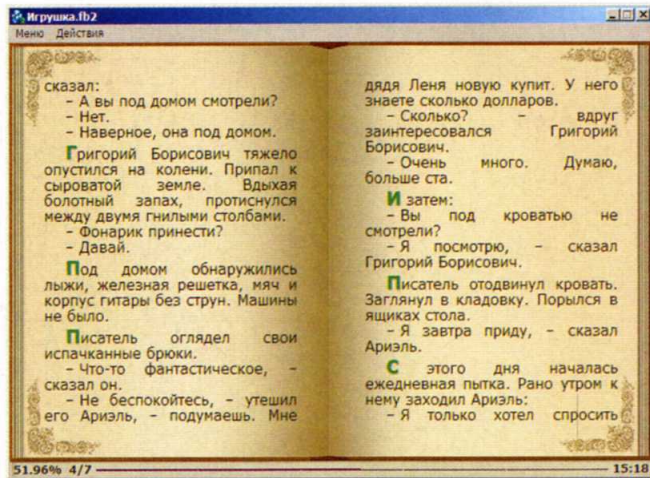 Игрушка.fb2
Меню Действия
сказал:
– А вы под домом смотрели?
– Нет.
– Наверное, она под домом.
Григорий Борисович тяжело
опустился на колени. Припал к
сыроватой земле. Вдыхая
болотный запах, протиснулся
между двумя гнилыми столбами.
– Фонарик принести?
– Давай.
Под домом обнаружились
лыжи, железная решетка, мяч и
корпус гитары без струн. Машины
не было.
Писатель оглядел свои
испачканные брюки.
– Что-то фантастическое, –
сказал он.
– Не беспокойтесь, – утешил
его Ариэль, – подумаешь. Мне
дядя Леня новую купит. У него
знаете сколько долларов.
– Сколько? – вдруг
заинтересовался Григорий
Борисович.
– Очень много. Думаю,
больше ста.
И затем:
– Вы под кроватью не
смотрели?
– Я посмотрю, – сказал
Григорий Борисович.
Писатель отодвинул кровать.
Заглянул в кладовку. Порылся в
ящиках стола.
– Я завтра приду, – сказал
Ариэль.
С этого дня началась
ежедневная пытка. Рано утром к
нему заходил Ариэль:
– Я только хотел спросить
51.96% 4/7
15:18